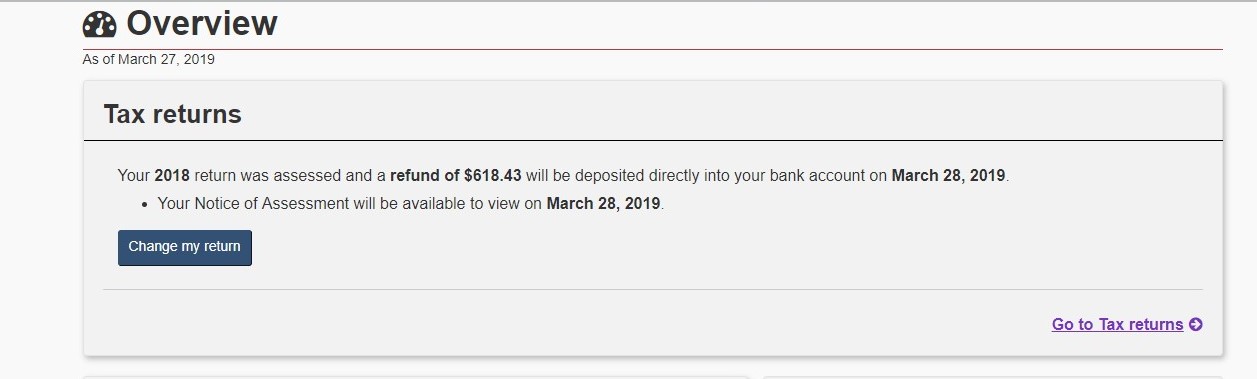 Overview
As of March 27, 2019
Tax returns
Your 2018 return was assessed and a refund of $618.43 will be deposited directly into your bank account on March 28, 2019.
• Your Notice of Assessment will be available to view on March 28, 2019.
Change my return
Go to Tax returns